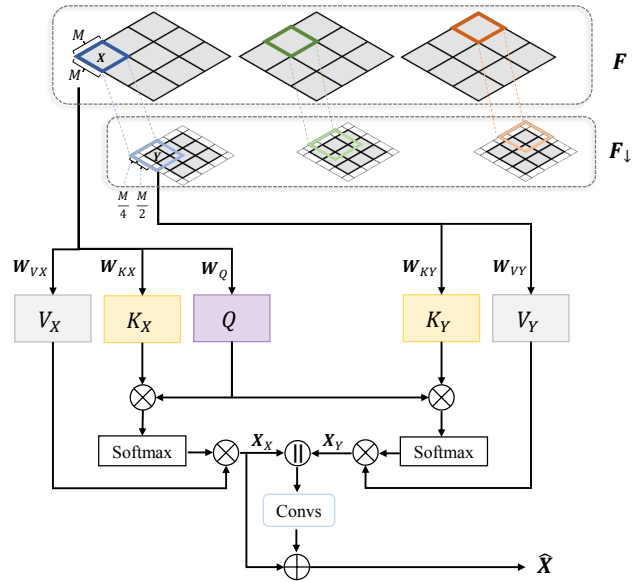 M
M
X
F
Y
F↓
M/4
M/2
W_VX
W_KX
W_Q
W_KY
W_VY
V_X
K_X
Q
K_Y
V_Y
Softmax
X_X
||
X_Y
Softmax
Convs
X̂